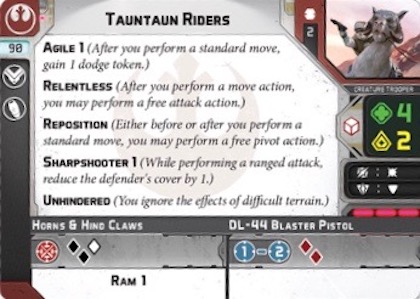 TAUNTAUN RIDERS
2
90
AGILE 1 (After you perform a standard move,
gain 1 dodge token.)
RELENTLESS (After you perform a move action,
you may perform a free attack action.)
REPOSITION (Either before or after you perform a
standard move, you may perform a free pivot action.)
SHARPSHOOTER 1 (While performing a ranged attack,
reduce the defender's cover by 1.)
UNHINDERED (You ignore the effects of difficult terrain.)
CREATURE TROOPER
4
2
HORNS & HIND CLAWS
RAM 1
DL-44 BLASTER PISTOL
1 2